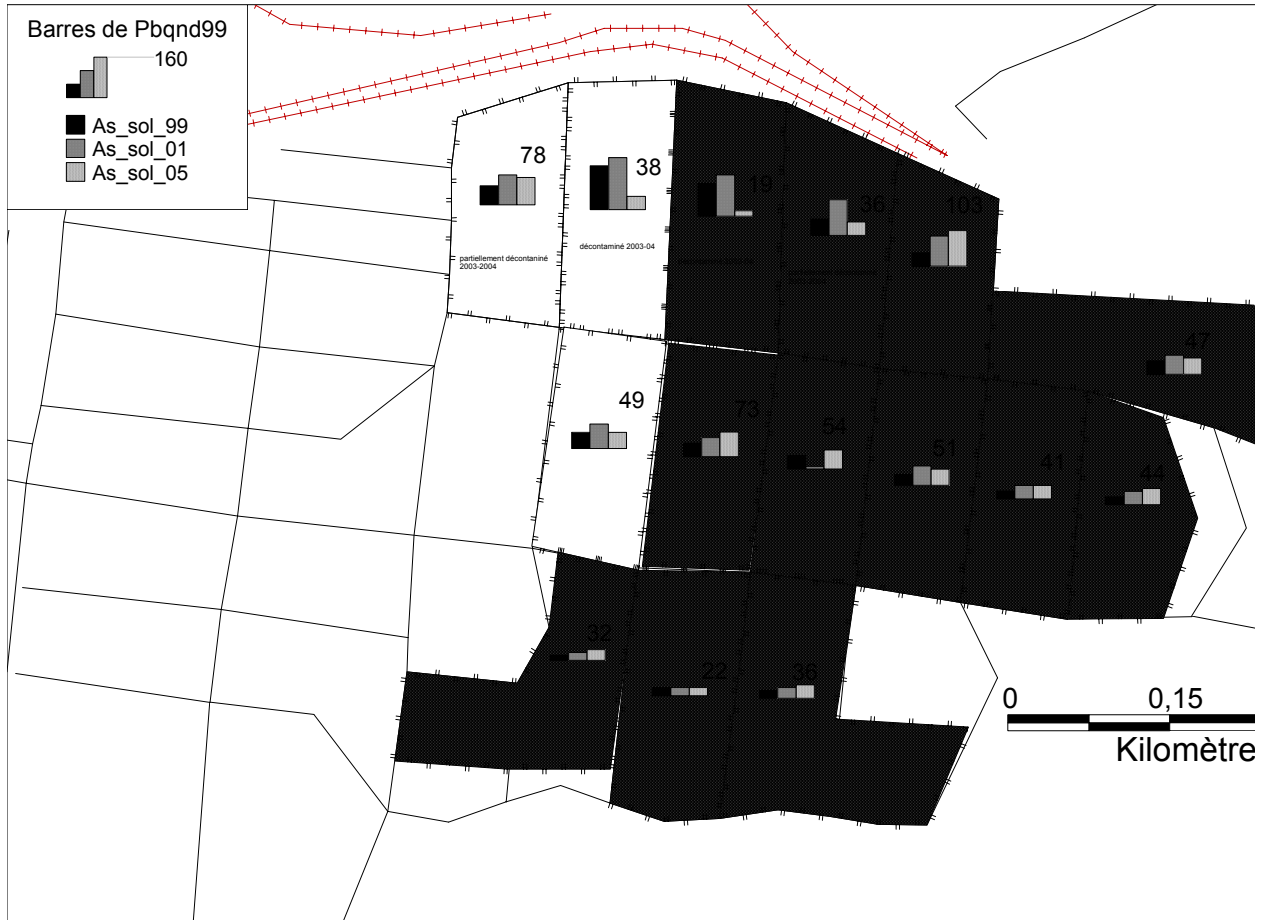 Barres de Pbqnd99
160
As_sol_99
As_sol_01
As_sol_05
78
38
19
36
103
partiellement décontaminé
2003-2004
décontaminé 2003-04
47
49
73
54
51
41
44
32
22
36
0
0,15
Kilomètre